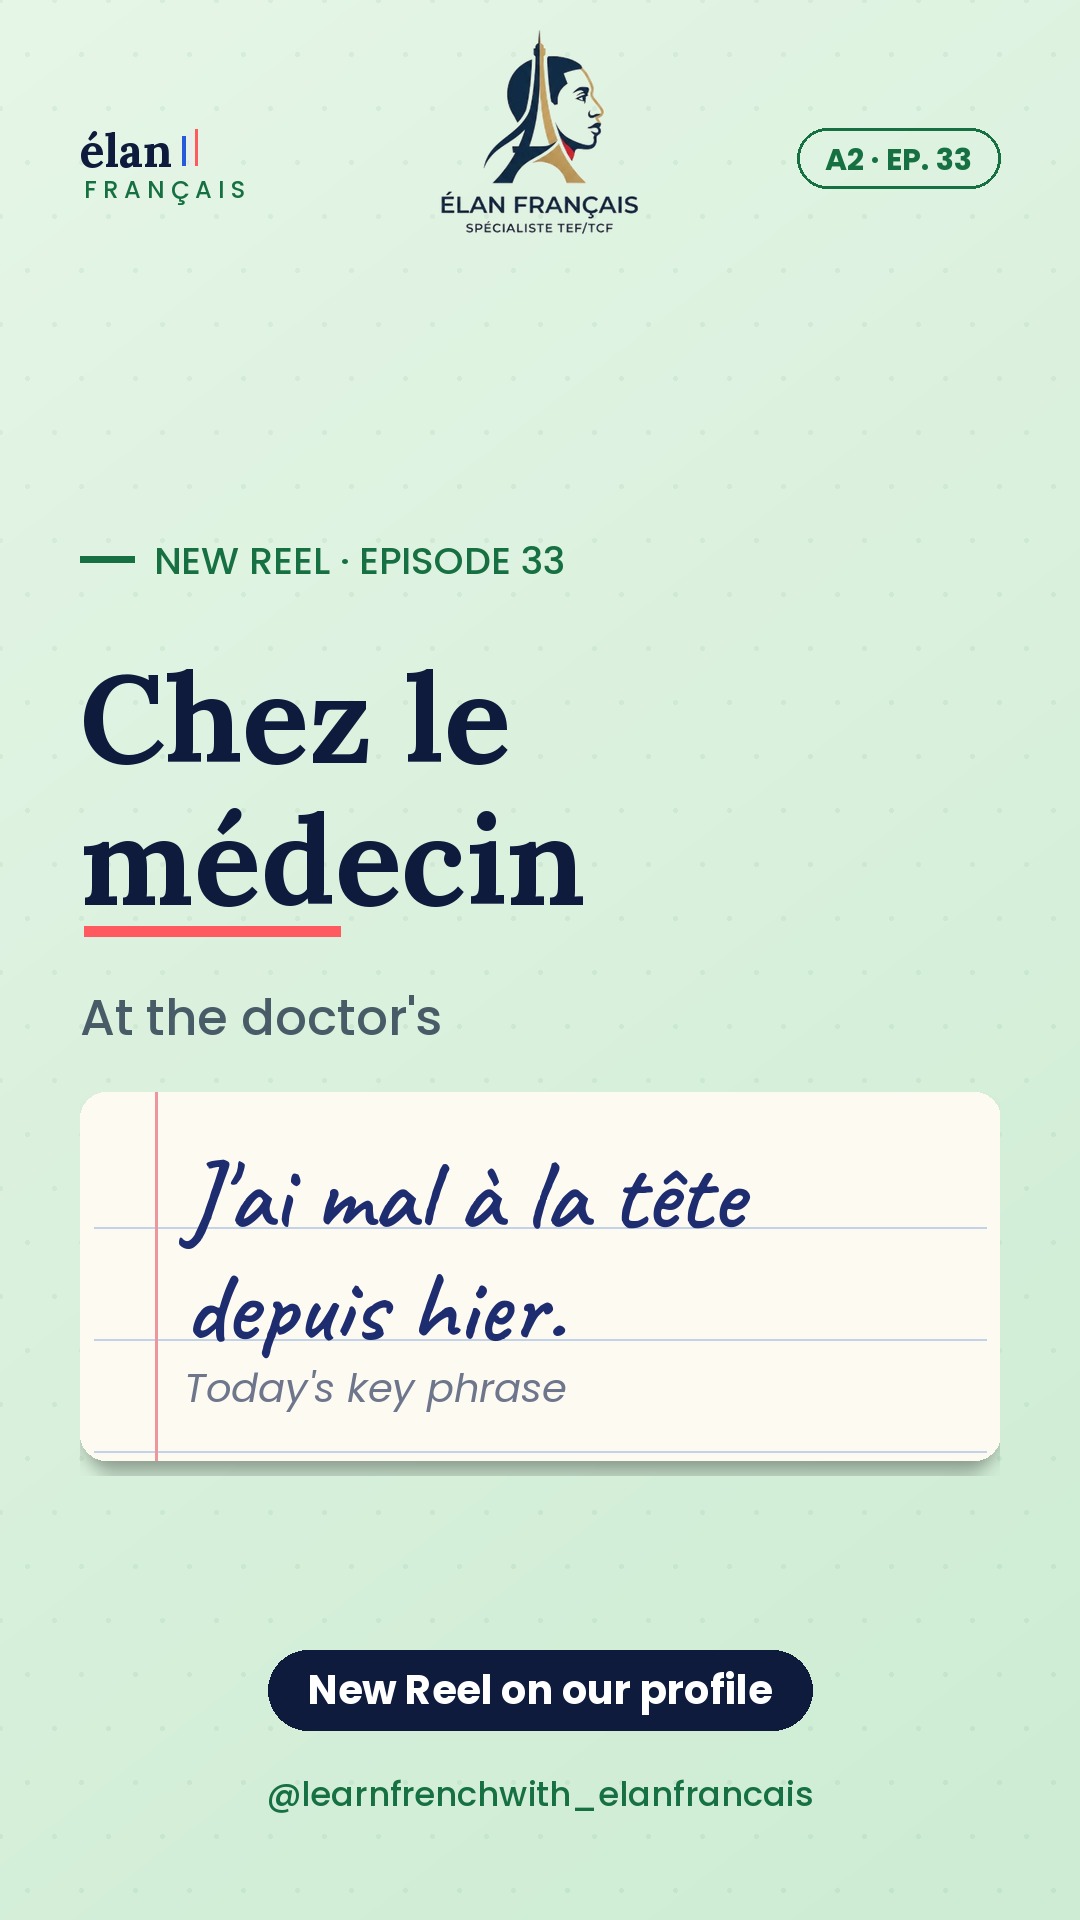 élan
FRANÇAIS
ÉLAN FRANÇAIS
SPÉCIALISTE TEF/TCF
A2 · EP. 33
NEW REEL · EPISODE 33
Chez le
médecin
At the doctor's
J'ai mal à la tête
depuis hier.
Today's key phrase
New Reel on our profile
@learnfrenchwith_elanfrancais